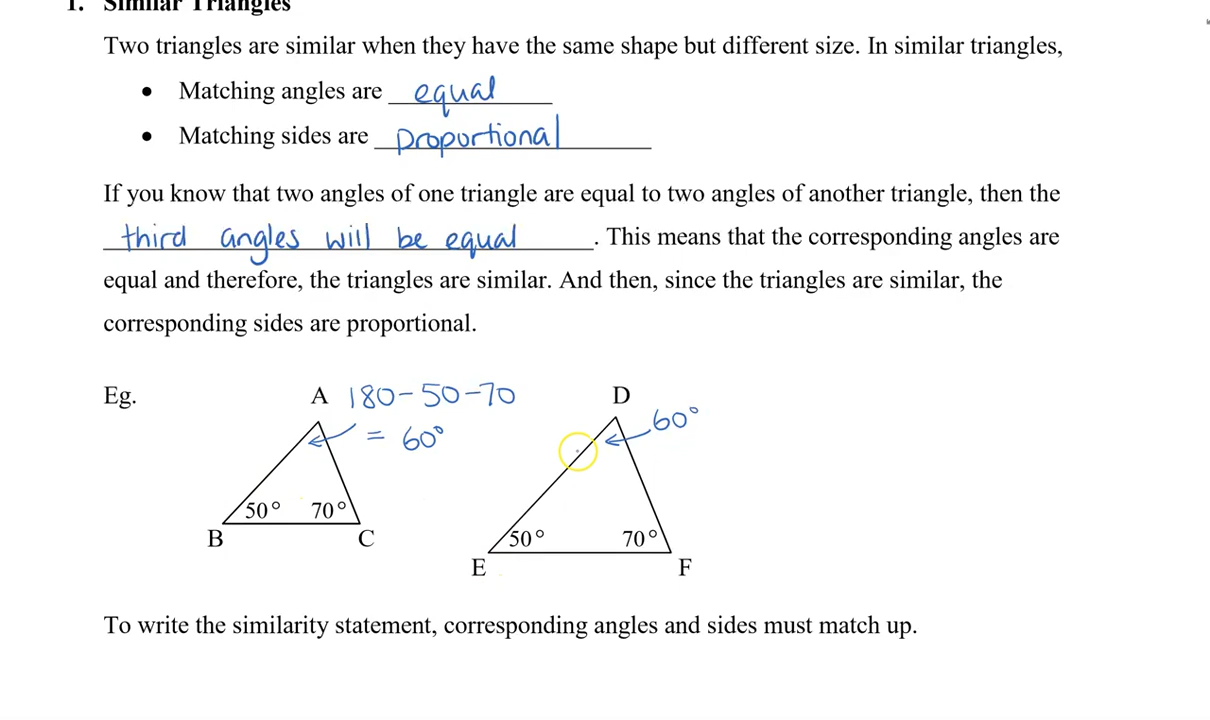 1. Similar Triangles
Two triangles are similar when they have the same shape but different size. In similar triangles,
• Matching angles are equal
• Matching sides are proportional
If you know that two angles of one triangle are equal to two angles of another triangle, then the
third angles will be equal. This means that the corresponding angles are
equal and therefore, the triangles are similar. And then, since the triangles are similar, the
corresponding sides are proportional.
Eg.
A 180-50-70
= 60°
50° 70°
B C
D
60°
50° 70°
E F
To write the similarity statement, corresponding angles and sides must match up.